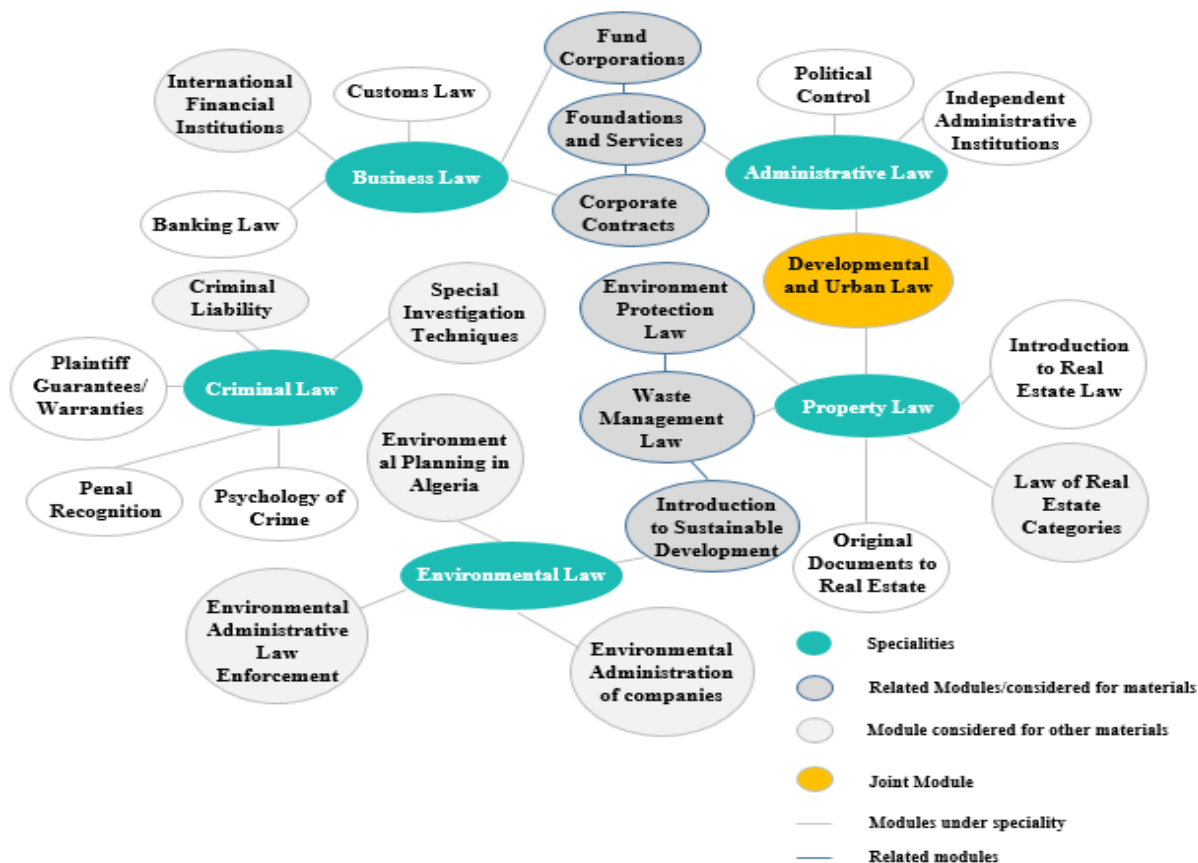 Fund
Corporations
International
Financial
Institutions
Customs Law
Political
Control
Independent
Administrative
Institutions
Foundations
and Services
Business Law
Administrative Law
Banking Law
Corporate
Contracts
Developmental
and Urban Law
Criminal
Liability
Special
Investigation
Techniques
Environment
Protection
Law
Introduction
to Real
Estate Law
Plaintiff
Guarantees/
Warranties
Criminal Law
Waste
Management
Law
Property Law
Environment
al Planning in
Algeria
Penal
Recognition
Psychology of
Crime
Introduction
to Sustainable
Development
Law of Real
Estate
Categories
Original
Documents to
Real Estate
Environmental Law
Environmental
Administrative
Law
Enforcement
Environmental
Administration
of companies
Specialities
Related Modules/considered for materials
Module considered for other materials
Joint Module
Modules under speciality
Related modules